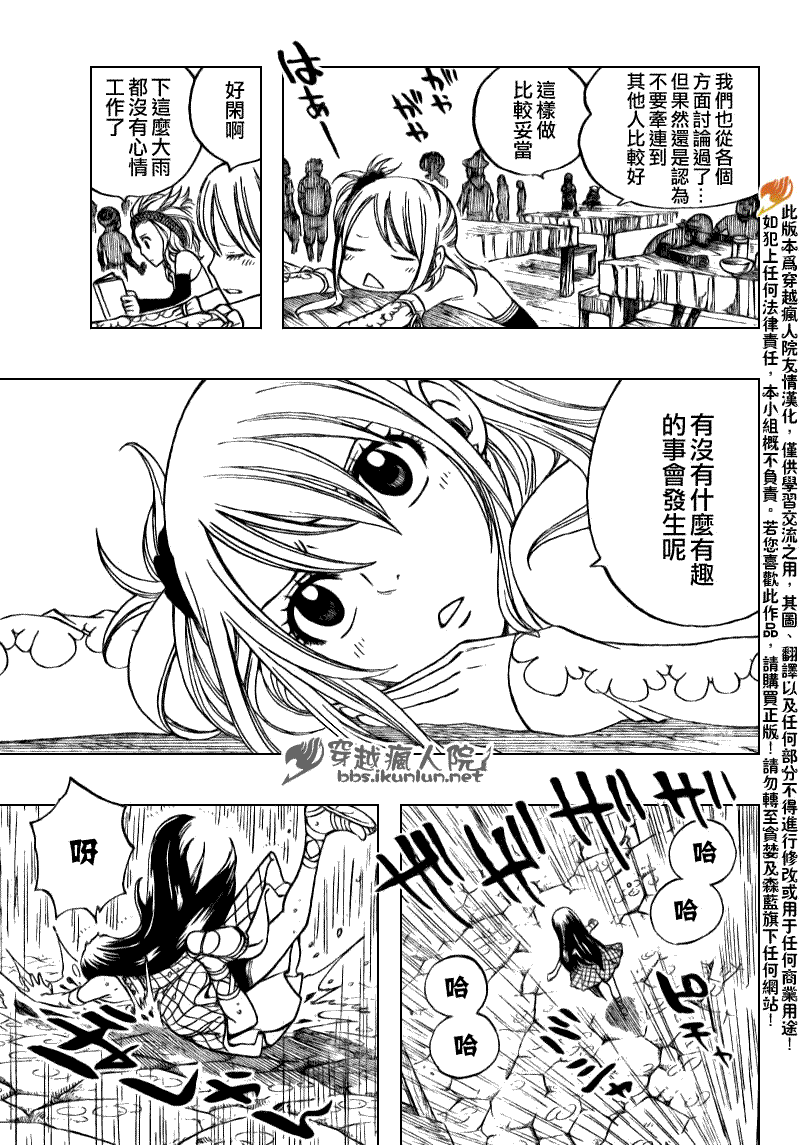 我們也從各個
方面討論過了…
但果然還是認為
不要牽連到
其他人比較好
這樣做
比較妥當
がや
がや
はぁー
好閑啊
下這麼大雨
都沒有心情
工作了
有沒有什麼有趣
的事會發生呢
穿越瘋人院
bbs.ikunlun.net
哈
哈
哈
哈
呀
此版本爲穿越瘋人院友情漢化，僅供學習交流之用，其圖、翻譯以及任何部分不得進行修改或用于任何商業用途！
如犯上任何法律責任，本小組概不負責。若您喜歡此作品，請購買正版！請勿轉至貪婪及森藍旗下任何網站！